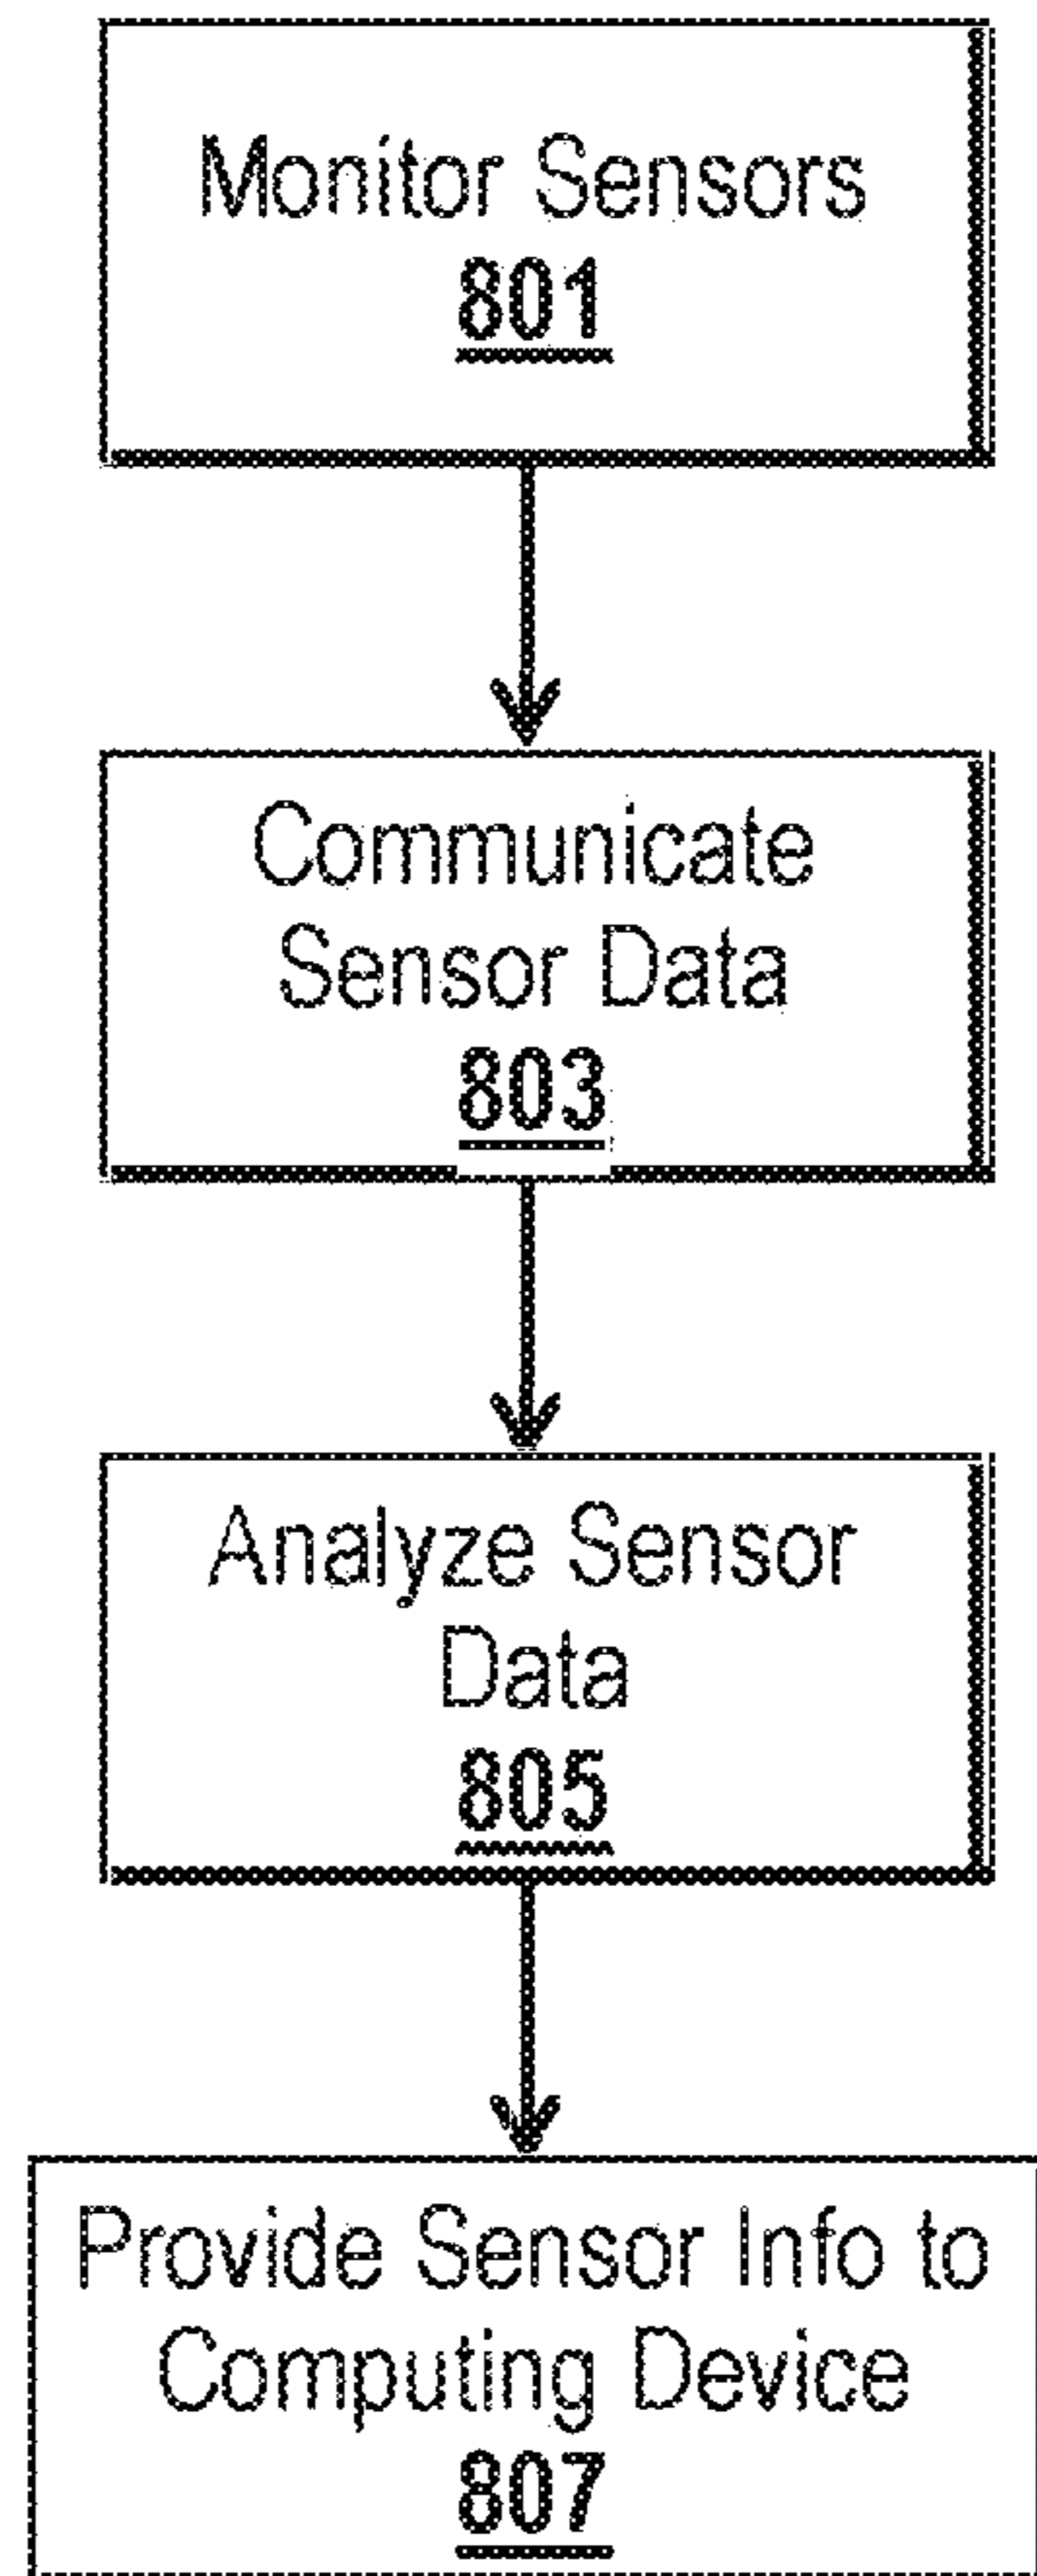 Monitor Sensors
801
Communicate
Sensor Data
803
Analyze Sensor
Data
805
Provide Sensor Info to
Computing Device
807